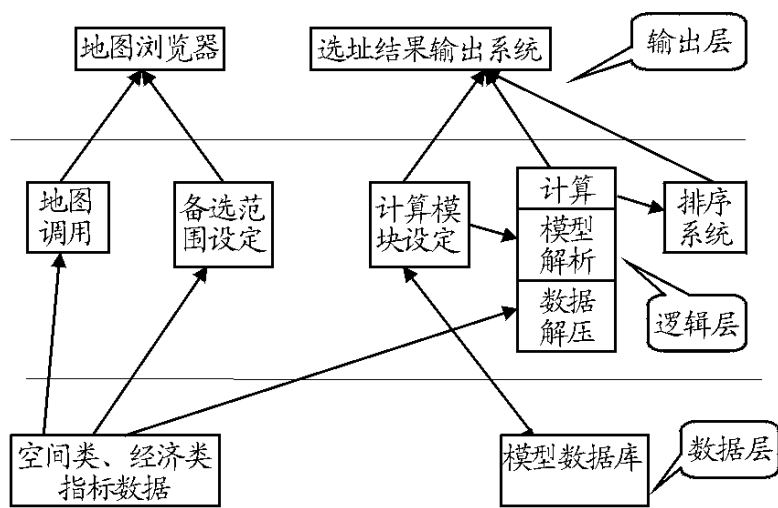 地图浏览器
选址结果输出系统
输出层
地图
调用
备选范
围设定
计算模
块设定
计算
模型
解析
数据
解压
排序
系统
逻辑层
空间类、经济类
指标数据
模型数据库
数据层